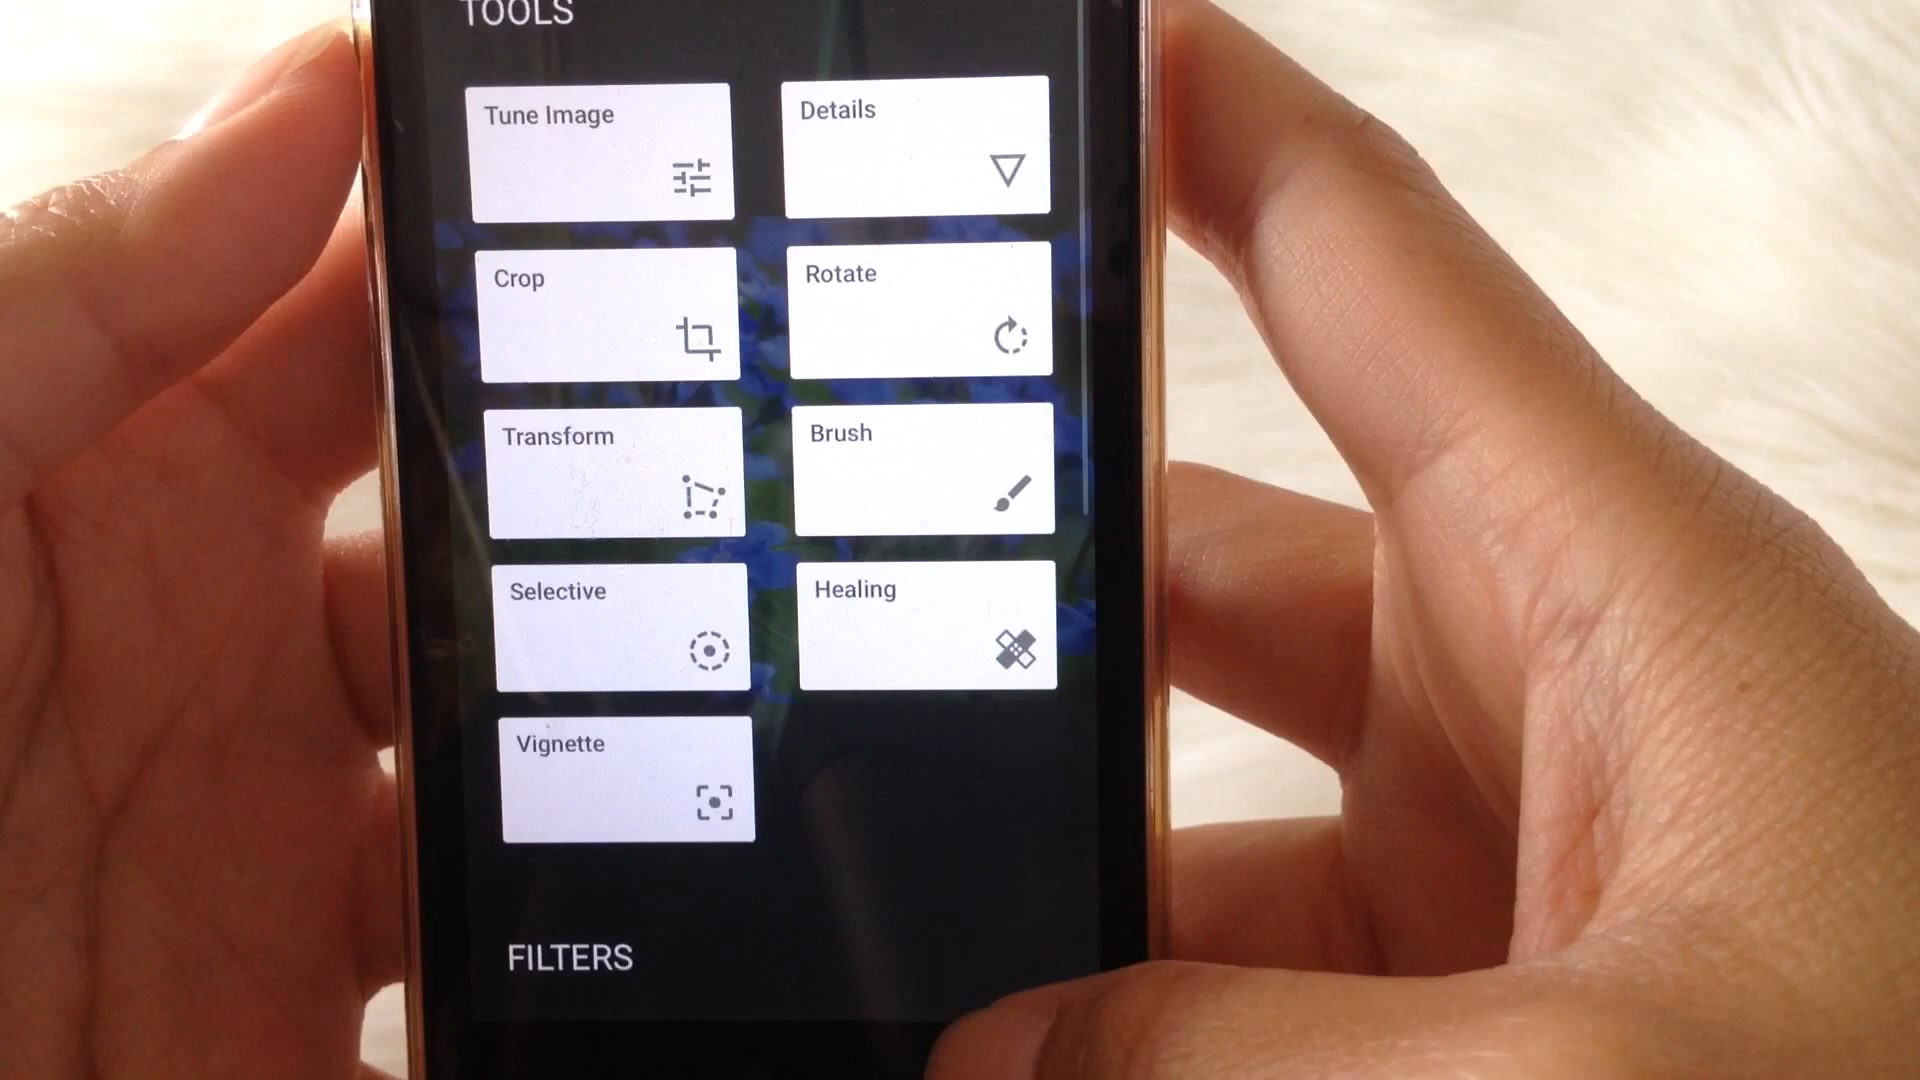 TOOLS
Tune Image
Details
Crop
Rotate
Transform
Brush
Selective
Healing
Vignette
FILTERS